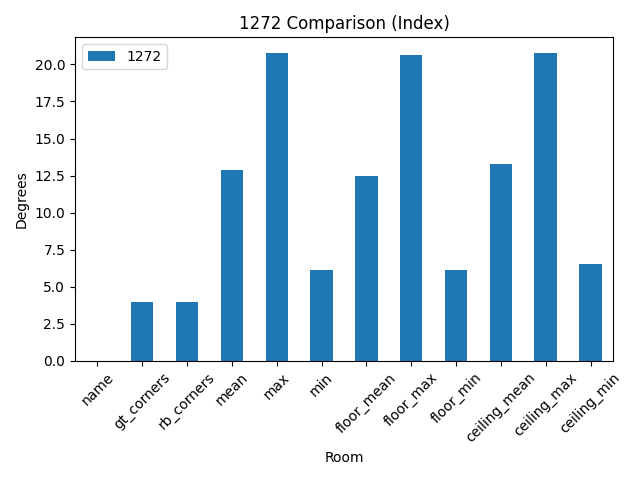 1272 Comparison (Index)
1272
Degrees
20.0
17.5
15.0
12.5
10.0
7.5
5.0
2.5
0.0
name
gt_corners
rb_corners
mean
max
min
floor_mean
floor_max
floor_min
ceiling_mean
ceiling_max
ceiling_min
Room